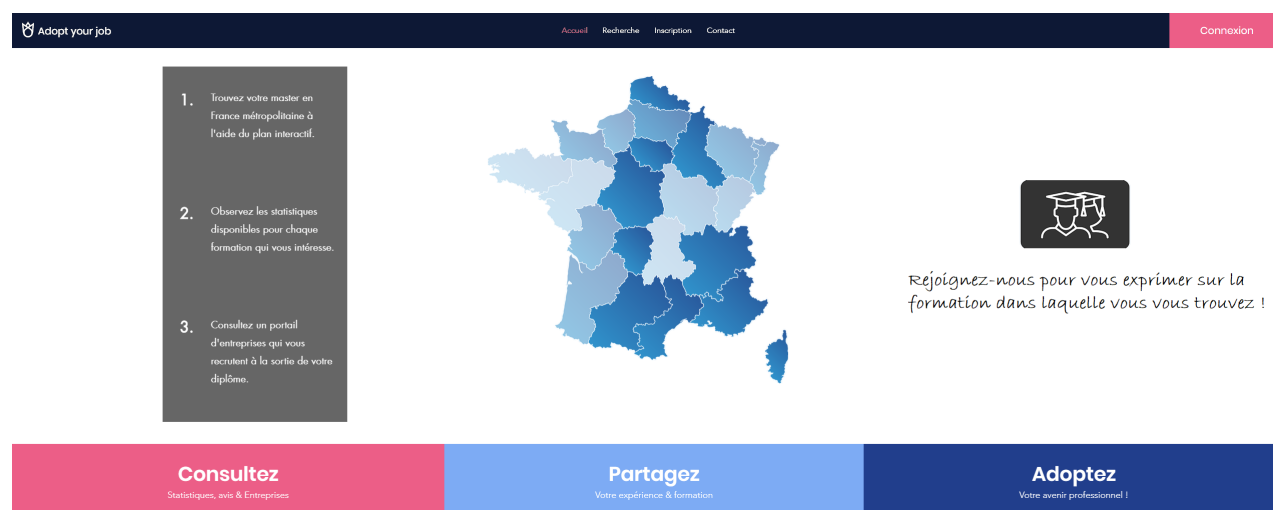 Adopt your job
Accueil Recherche Inscription Contact
Connexion
1. Trouvez votre master en
France métropolitaine à
l'aide du plan interactif.
2. Observez les statistiques
disponibles pour chaque
formation qui vous intéresse.
3. Consultez un portail
d'entreprises qui vous
recrutent à la sortie de votre
diplôme.
Rejoignez-nous pour vous exprimer sur la
formation dans laquelle vous vous trouvez !
Consultez
Statistiques, avis & Entreprises
Partagez
Votre expérience & formation
Adoptez
Votre avenir professionnel !